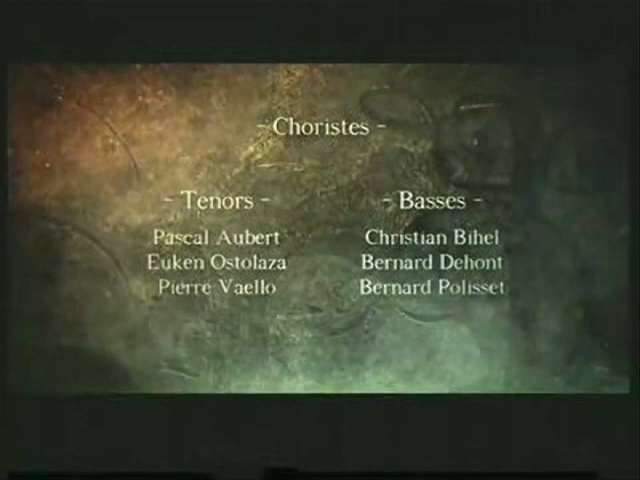 - Choristes -
- Tenors -
Pascal Aubert
Euken Ostolaza
Pierre Vaello
- Basses -
Christian Bihel
Bernard Dehont
Bernard Polisset